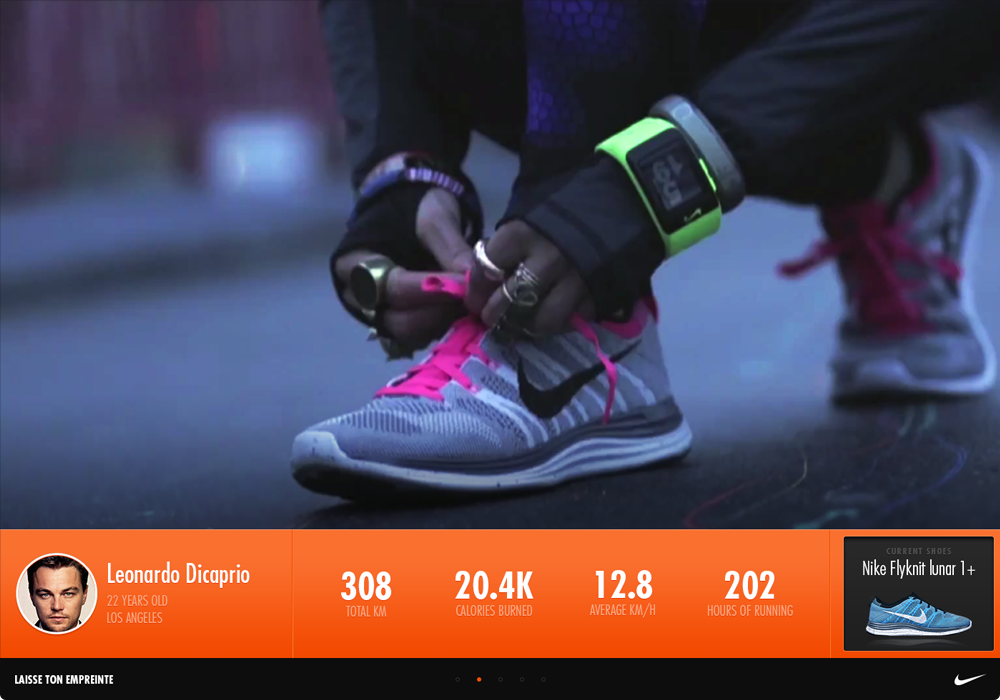 Leonardo Dicaprio
22 YEARS OLD
LOS ANGELES
308
TOTAL KM
20.4K
CALORIES BURNED
12.8
AVERAGE KM/H
202
HOURS OF RUNNING
CURRENT SHOES
Nike Flyknit lunar 1+
LAISSE TON EMPREINTE